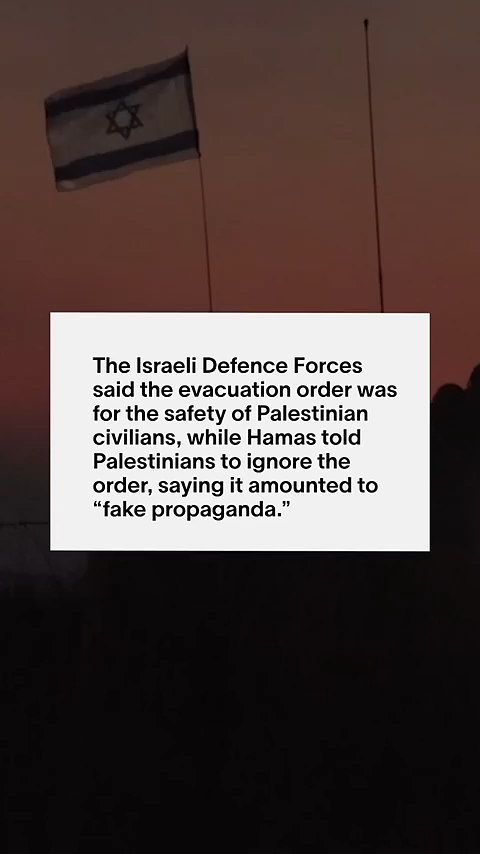 The Israeli Defence Forces
said the evacuation order was
for the safety of Palestinian
civilians, while Hamas told
Palestinians to ignore the
order, saying it amounted to
“fake propaganda.”